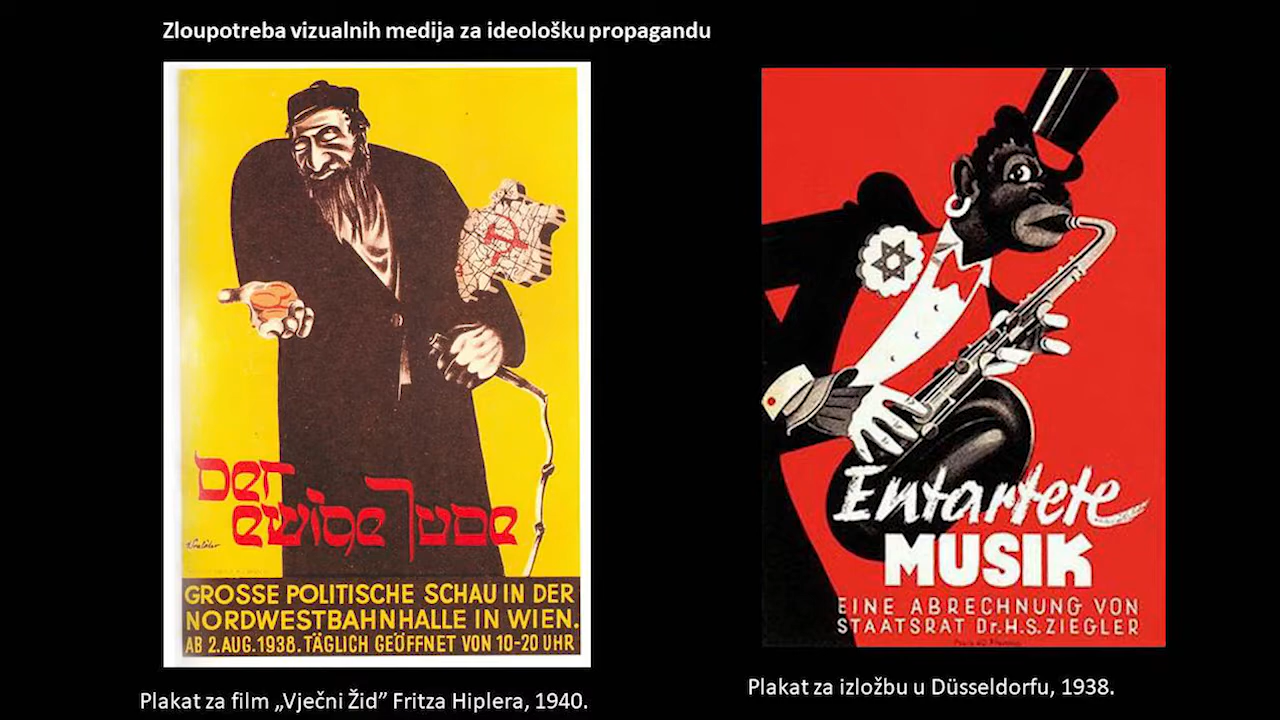 Zloupotreba vizualnih medija za ideološku propagandu
Der
ewige Jude
GROSSE POLITISCHE SCHAU IN DER
NORDWESTBAHNHALLE IN WIEN.
AB 2.AUG.1938. TÄGLICH GEÖFFNET VON 10-20 UHR
Plakat za film „Vječni Žid” Fritza Hiplera, 1940.
Entartete
MUSIK
EINE ABRECHNUNG VON
STAATSRAT Dr. H.S. ZIEGLER
Plakat za izložbu u Düsseldorfu, 1938.